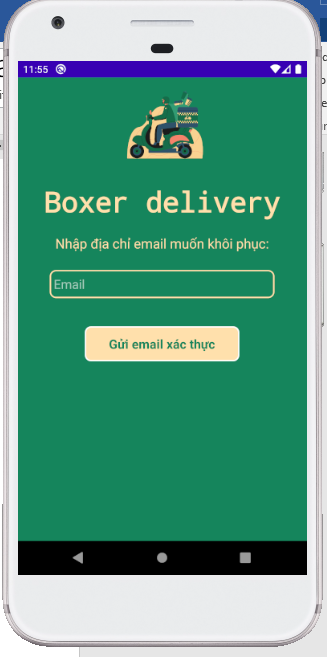 11:55
Boxer delivery
Nhập địa chỉ email muốn khôi phục:
Email
Gửi email xác thực